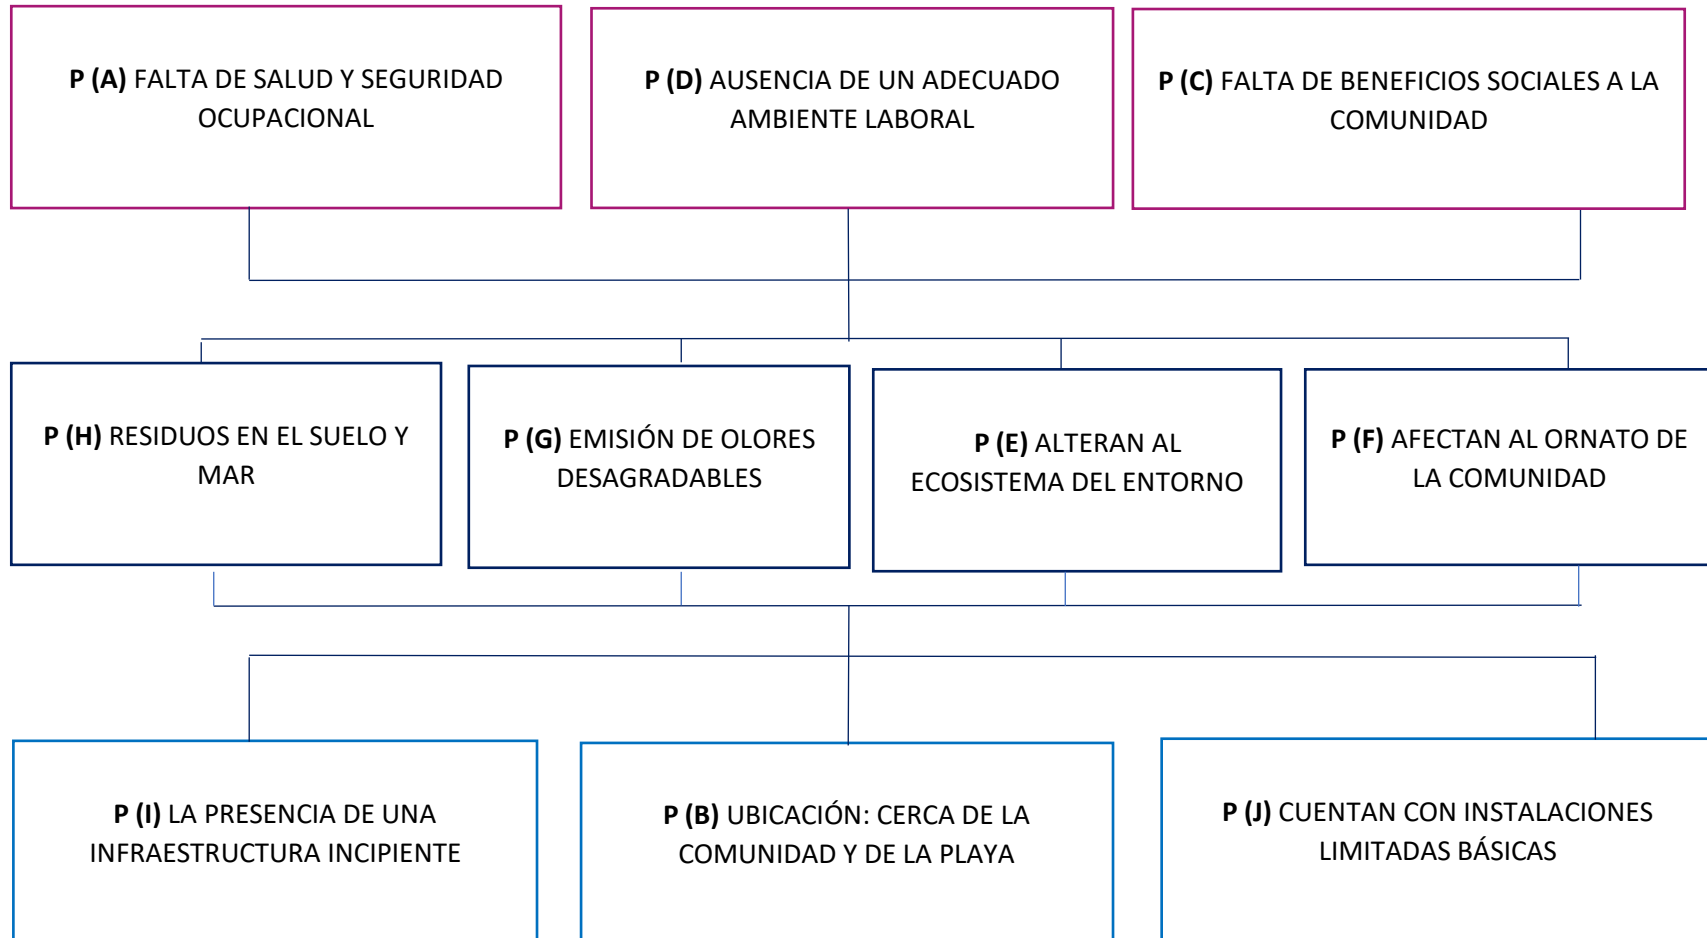 P (A) FALTA DE SALUD Y SEGURIDAD
OCUPACIONAL
P (D) AUSENCIA DE UN ADECUADO
AMBIENTE LABORAL
P (C) FALTA DE BENEFICIOS SOCIALES A LA
COMUNIDAD
P (H) RESIDUOS EN EL SUELO Y
MAR
P (G) EMISIÓN DE OLORES
DESAGRADABLES
P (E) ALTERAN AL
ECOSISTEMA DEL ENTORNO
P (F) AFECTAN AL ORNATO DE
LA COMUNIDAD
P (I) LA PRESENCIA DE UNA
INFRAESTRUCTURA INCIPIENTE
P (B) UBICACIÓN: CERCA DE LA
COMUNIDAD Y DE LA PLAYA
P (J) CUENTAN CON INSTALACIONES
LIMITADAS BÁSICAS